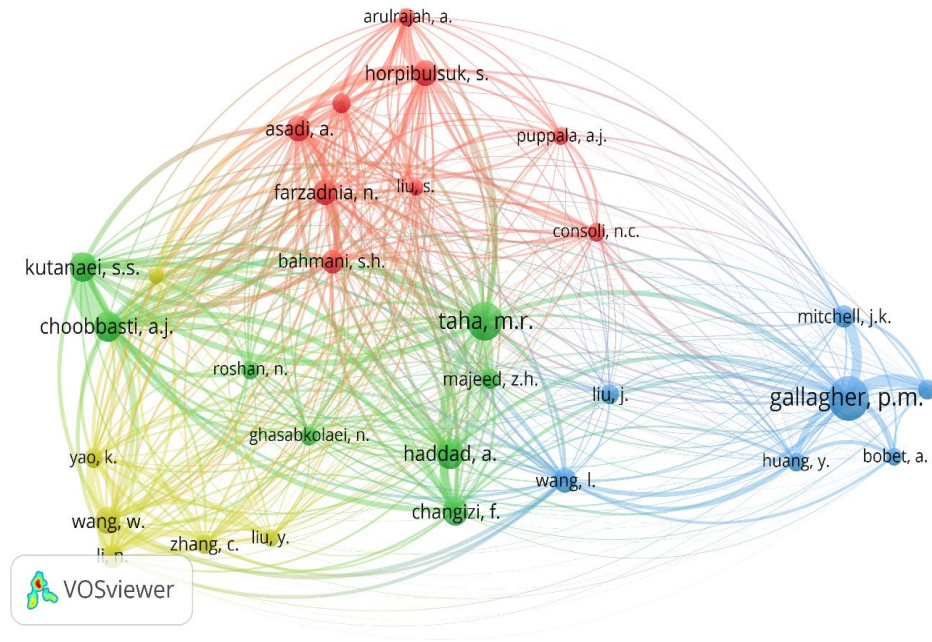 arulrajah, a.
horpibulsuk, s.
asadi, a.
puppala, a.j.
farzadnia, n.
liu, s.
consoli, n.c.
bahmani, s.h.
kutanaei, s.s.
choobbasti, a.j.
taha, m.r.
mitchell, j.k.
roshan, n.
majeed, z.h.
liu, j.
gallagher, p.m.
ghasabkolaei, n.
haddad, a.
yao, k.
huang, y.
bobet, a.
wang, l.
changizi, f.
wang, w.
zhang, c.
liu, y.
li, n.
VOSviewer